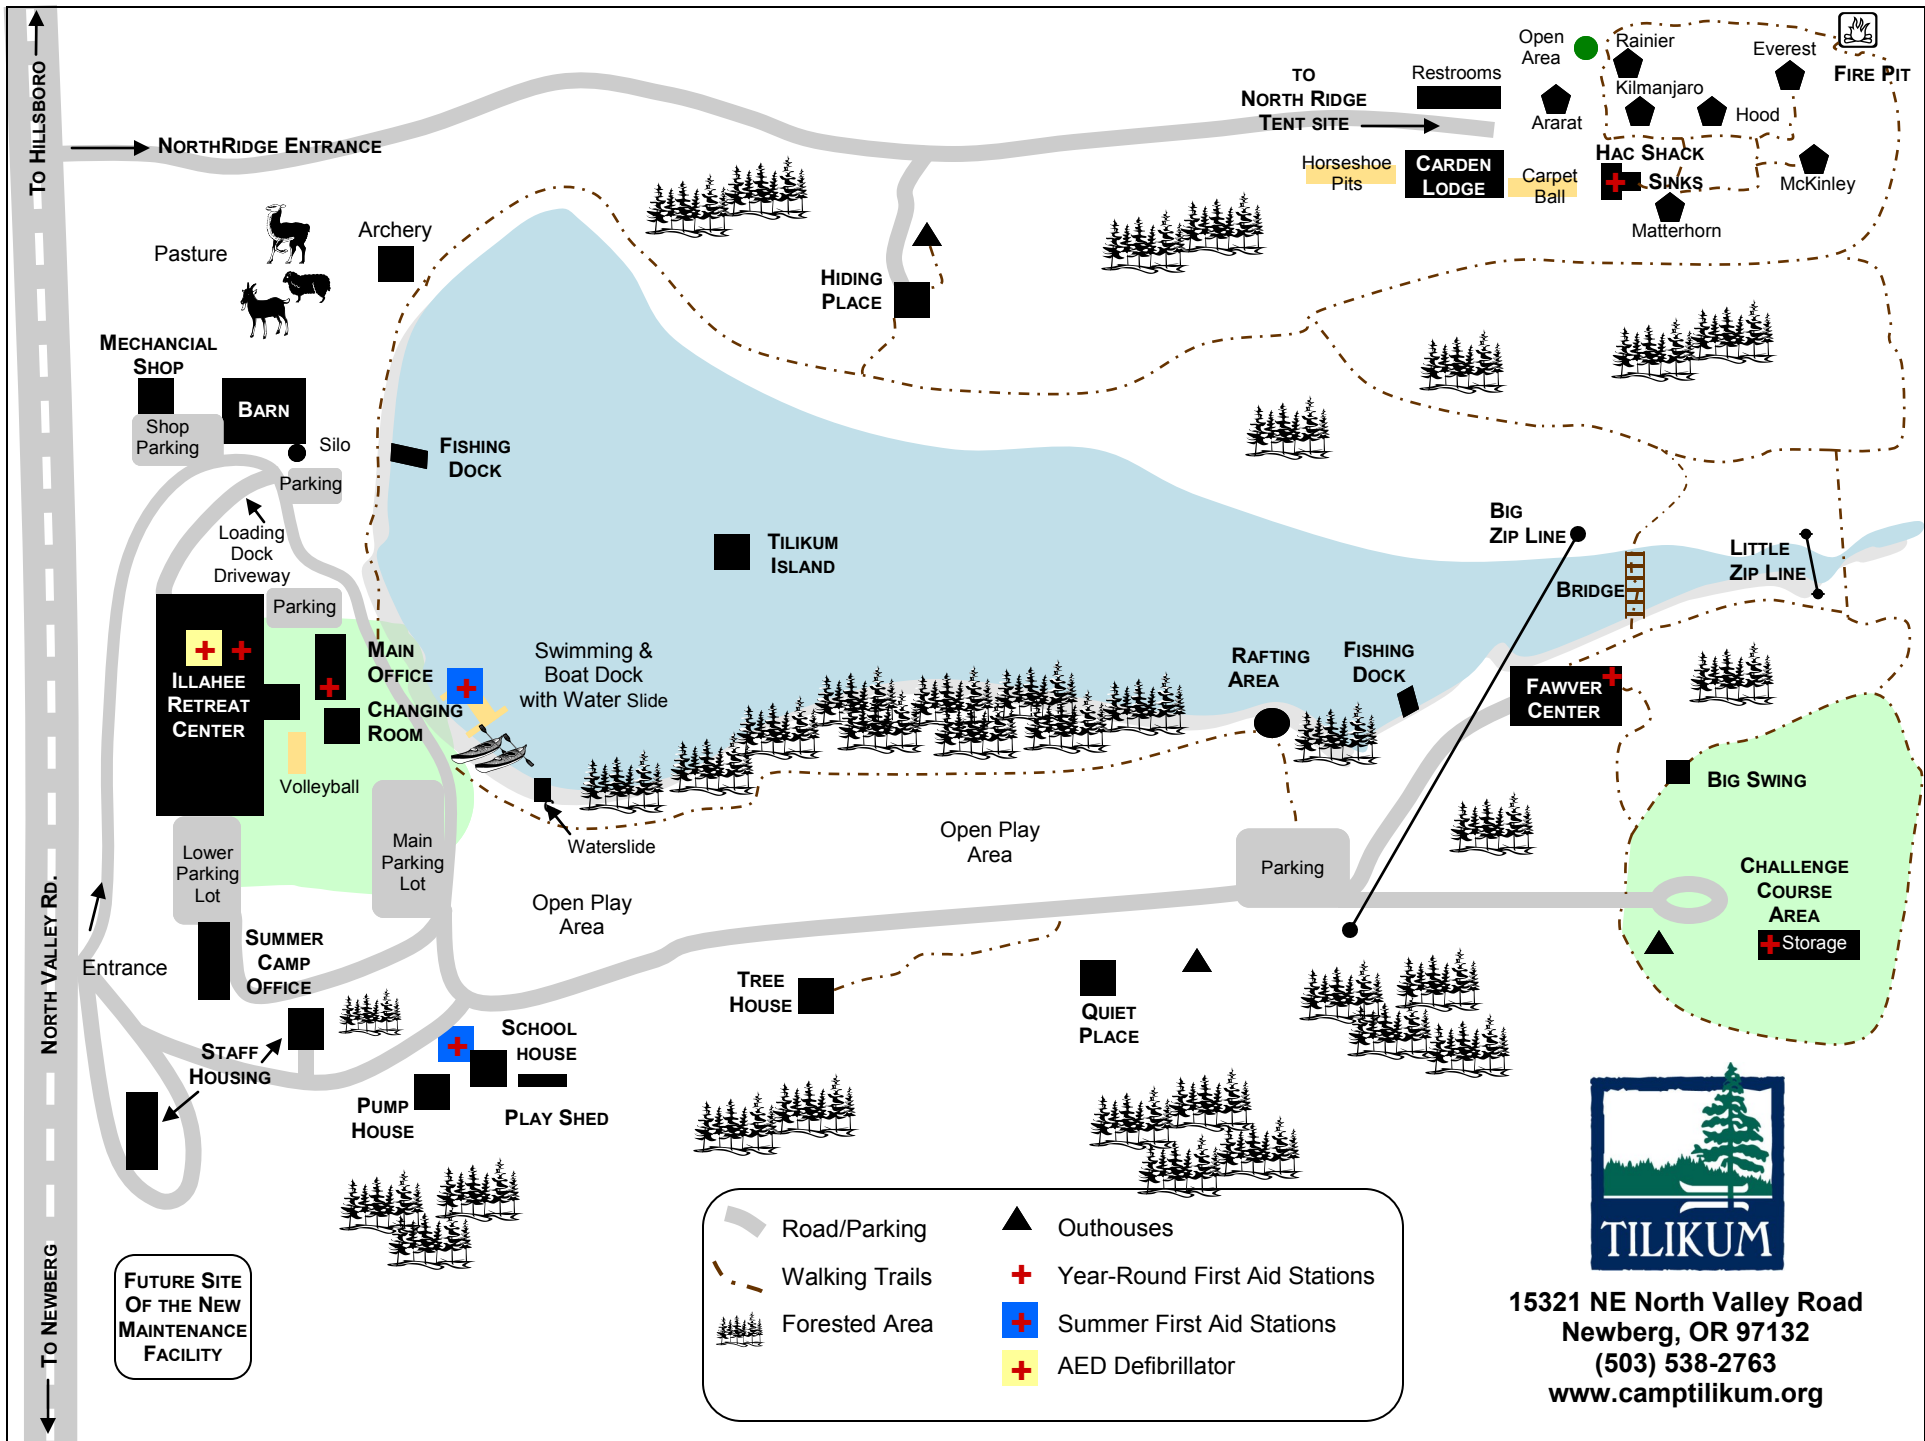 TO HILLSBORO
NORTHRIDGE ENTRANCE
TO
NORTH RIDGE
TENT SITE
Restrooms
Open
Area
Rainier
Everest
FIRE PIT
Kilmanjaro
Ararat
Hood
Horseshoe
Pits
CARDEN
LODGE
Carpet
Ball
HAC SHACK
SINKS
McKinley
Matterhorn
Pasture
Archery
HIDING
PLACE
MECHANCIAL
SHOP
BARN
Shop
Parking
Silo
Parking
FISHING
DOCK
Loading
Dock
Driveway
TILIKUM
ISLAND
BIG
ZIP LINE
LITTLE
ZIP LINE
BRIDGE
Parking
ILLAHEE
RETREAT
CENTER
MAIN
OFFICE
CHANGING
ROOM
Volleyball
Swimming &
Boat Dock
with Water Slide
RAFTING
AREA
FISHING
DOCK
FAWVER
CENTER
BIG SWING
Waterslide
Main
Parking
Lot
Lower
Parking
Lot
Open Play
Area
Open Play
Area
Parking
CHALLENGE
COURSE
AREA
Storage
NORTH VALLEY RD.
Entrance
SUMMER
CAMP
OFFICE
TREE
HOUSE
QUIET
PLACE
STAFF
HOUSING
SCHOOL
HOUSE
PUMP
HOUSE
PLAY SHED
TO NEWBERG
FUTURE SITE
OF THE NEW
MAINTENANCE
FACILITY
Road/Parking
Walking Trails
Forested Area
Outhouses
Year-Round First Aid Stations
Summer First Aid Stations
AED Defibrillator
TILIKUM
15321 NE North Valley Road
Newberg, OR 97132
(503) 538-2763
www.camptilikum.org